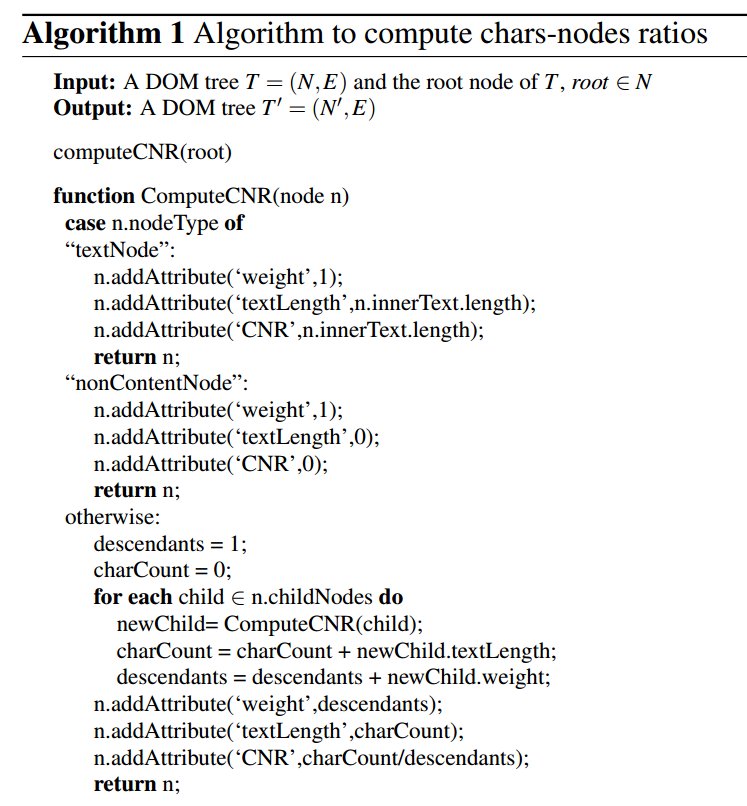 Algorithm 1 Algorithm to compute chars-nodes ratios
Input: A DOM tree T = (N,E) and the root node of T, root ∈ N
Output: A DOM tree T′ = (N′,E)
computeCNR(root)
function ComputeCNR(node n)
case n.nodeType of
“textNode”:
n.addAttribute(‘weight’,1);
n.addAttribute(‘textLength’,n.innerText.length);
n.addAttribute(‘CNR’,n.innerText.length);
return n;
“nonContentNode”:
n.addAttribute(‘weight’,1);
n.addAttribute(‘textLength’,0);
n.addAttribute(‘CNR’,0);
return n;
otherwise:
descendants = 1;
charCount = 0;
for each child ∈ n.childNodes do
newChild= ComputeCNR(child);
charCount = charCount + newChild.textLength;
descendants = descendants + newChild.weight;
n.addAttribute(‘weight’,descendants);
n.addAttribute(‘textLength’,charCount);
n.addAttribute(‘CNR’,charCount/descendants);
return n;